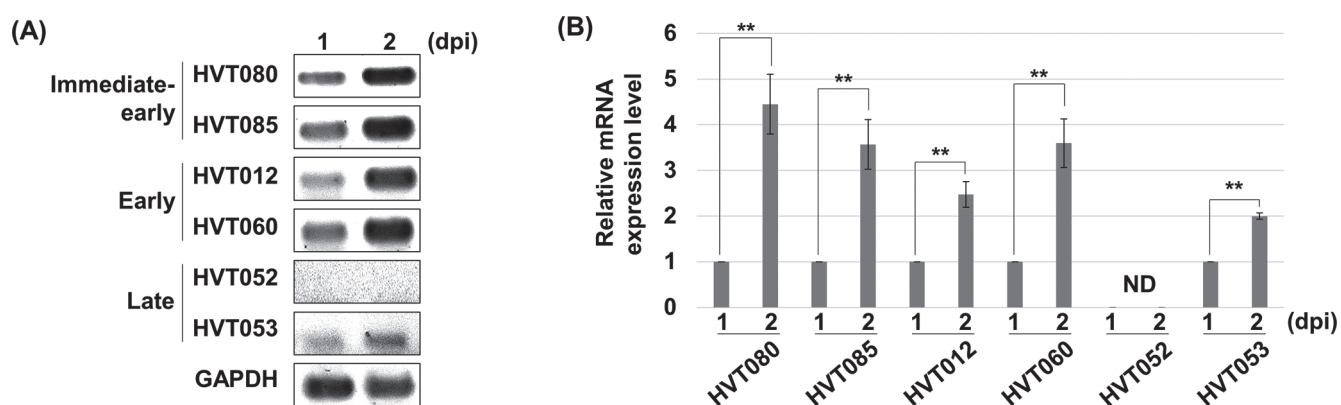 (A)
1 2 (dpi)
Immediate-
early
HVT080
HVT085
Early
HVT012
HVT060
Late
HVT052
HVT053
GAPDH
(B)
Relative mRNA
expression level
6
5
4
3
2
1
0
**
**
**
**
ND
**
1 2 1 2 1 2 1 2 1 2 1 2 (dpi)
HVT080 HVT085 HVT012 HVT060 HVT052 HVT053